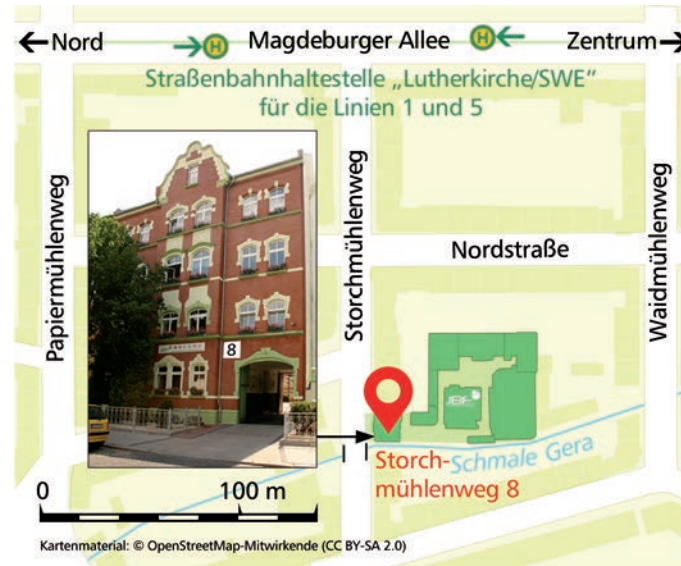 Nord
H
Magdeburger Allee
H
Zentrum
Straßenbahnhaltestelle „Lutherkirche/SWE“
für die Linien 1 und 5
Papiermühlenweg
Storchmühlenweg
Nordstraße
Waidmühlenweg
8
JBF
Storch-
mühlenweg 8
Schmale Gera
0
100 m
Kartenmaterial: © OpenStreetMap-Mitwirkende (CC BY-SA 2.0)